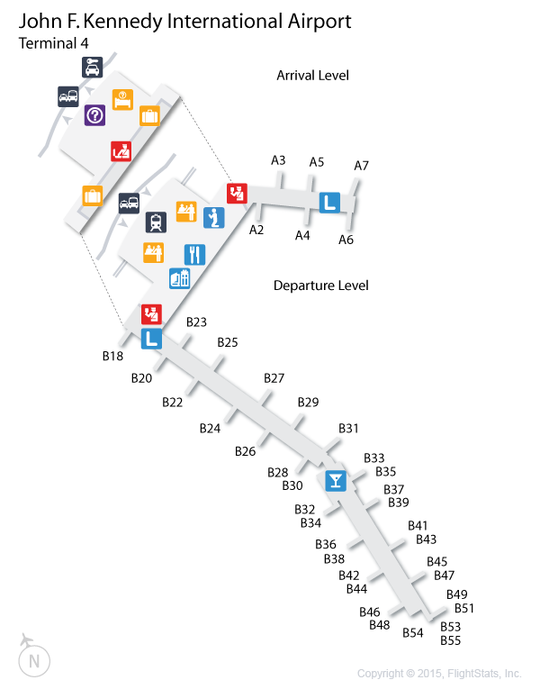 John F. Kennedy International Airport
Terminal 4
Arrival Level
A3
A5
A7
L
A2
A4
A6
Departure Level
L
B23
B18
B25
B20
B27
B22
B29
B24
B31
B26
B33
B28
B35
B30
B37
B39
B32
B34
B41
B36
B43
B38
B45
B42
B47
B44
B49
B46
B51
B48
B54
B53
B55
N
Copyright © 2015, FlightStats, Inc.